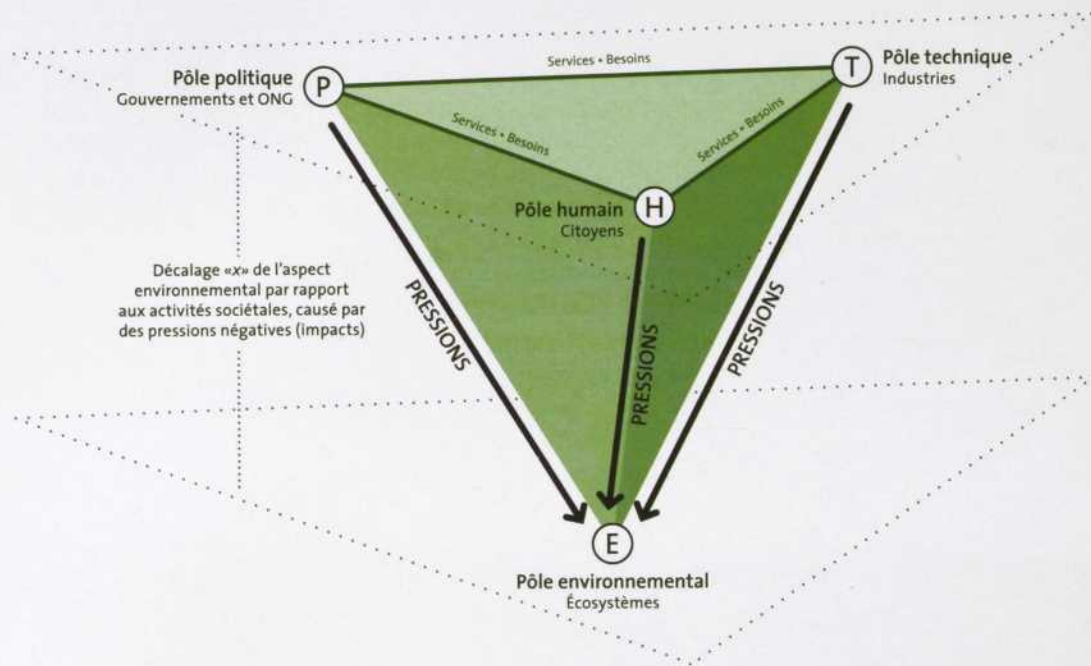 Services • Besoins
Pôle politique
Gouvernements et ONG
P
T
Pôle technique
Industries
Services • Besoins
Services • Besoins
Pôle humain
Citoyens
H
Décalage «x» de l'aspect
environnemental par rapport
aux activités sociétales, causé par
des pressions négatives (impacts)
PRESSIONS
PRESSIONS
PRESSIONS
E
Pôle environnemental
Écosystèmes